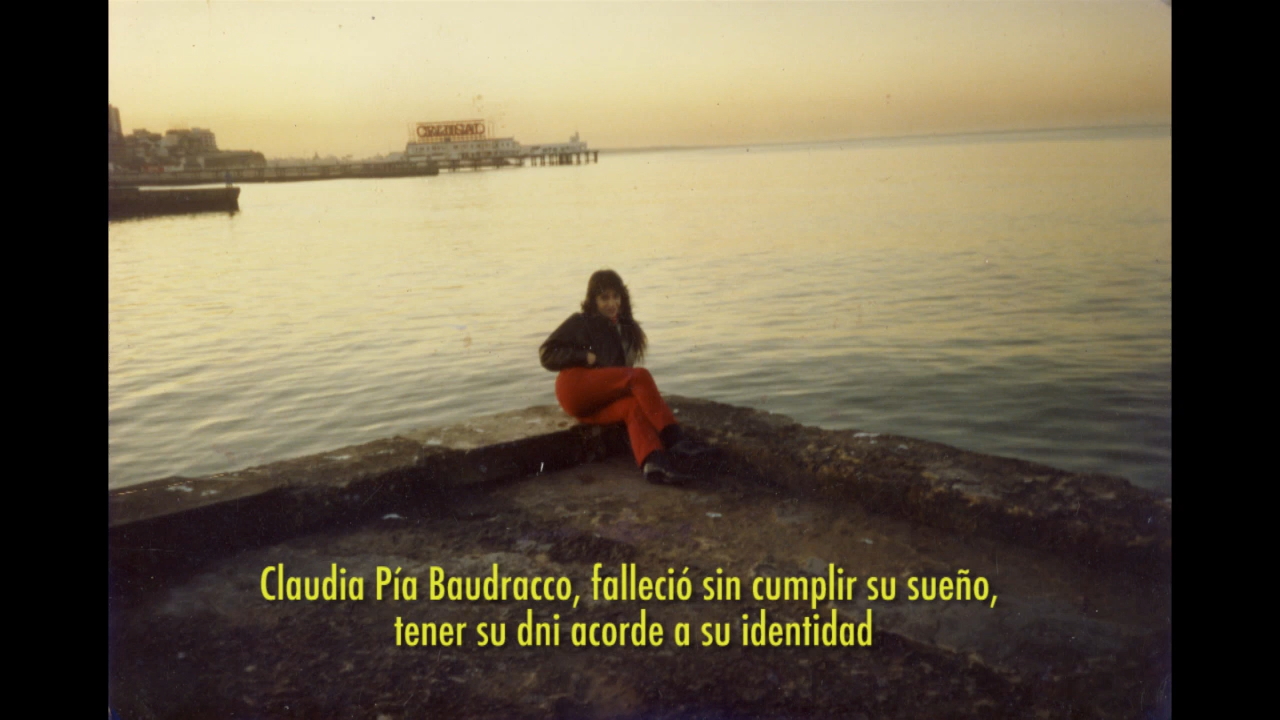 Claudia Pía Baudracco, falleció sin cumplir su sueño,
tener su dni acorde a su identidad